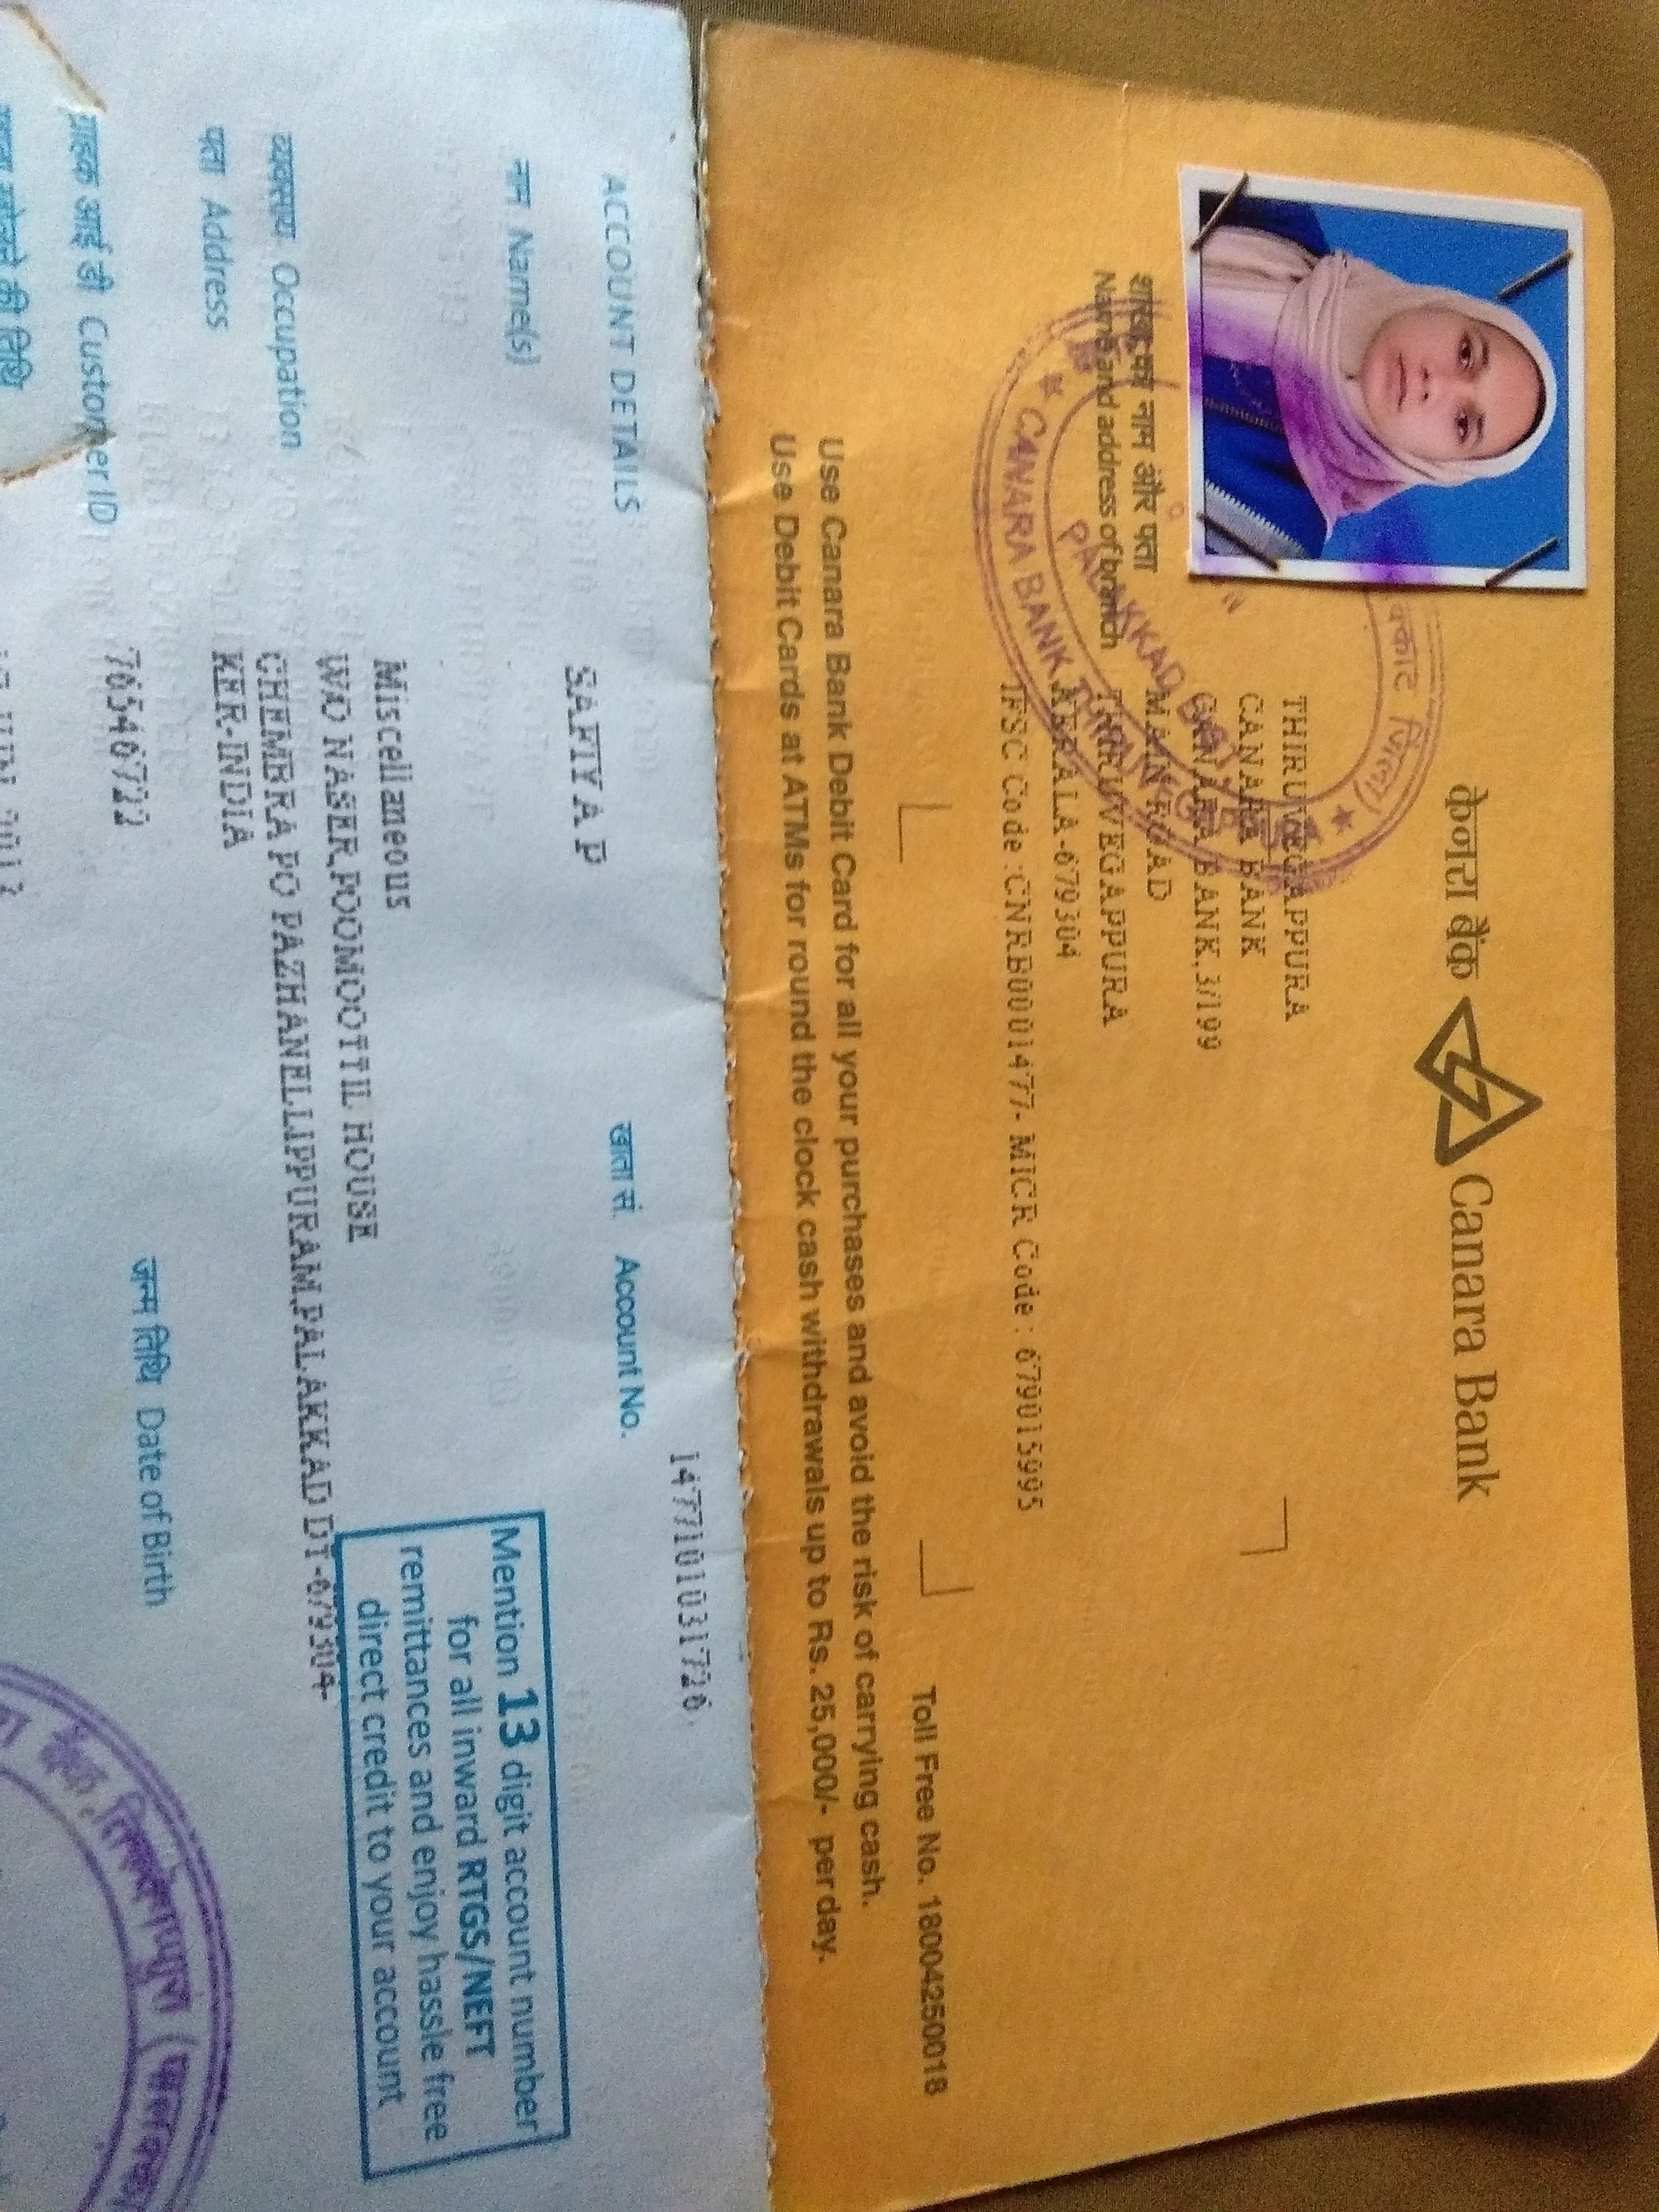 केनरा बैंक Canara Bank
THIRUVEGAPPURA
CANARA BANK
CANARA BANK,3/199
MAIN ROAD
THIRUVEGAPPURA
KERALA-679304
शाखा का नाम और पता
Name and address of branch
IFSC Code :CNRB0001477- MICR Code : 679015995
क्काट जिला)
CANARA BANK
PALAKKAD
Toll Free No. 18004250018
Use Canara Bank Debit Card for all your purchases and avoid the risk of carrying cash.
Use Debit Cards at ATMs for round the clock cash withdrawals up to Rs. 25,000/- per day.
1477101031726
ACCOUNT DETAILS
खाता सं. Account No.
नाम Name(s)
SAFIYA P
Mention 13 digit account number
for all inward RTGS/NEFT
remittances and enjoy hassle free
direct credit to your account
व्यवसाय Occupation
Miscellaneous
पता Address
WO NASER,POOMOOTTIL HOUSE
CHEMBRA PO PAZHANELLIPPURAM,PALAKKAD DT-679304-
KER-INDIA
ग्राहक आई डी Customer ID
76546722
जन्म तिथि Date of Birth
की तिथि
बैंक, तिरुवेगप्पुरा